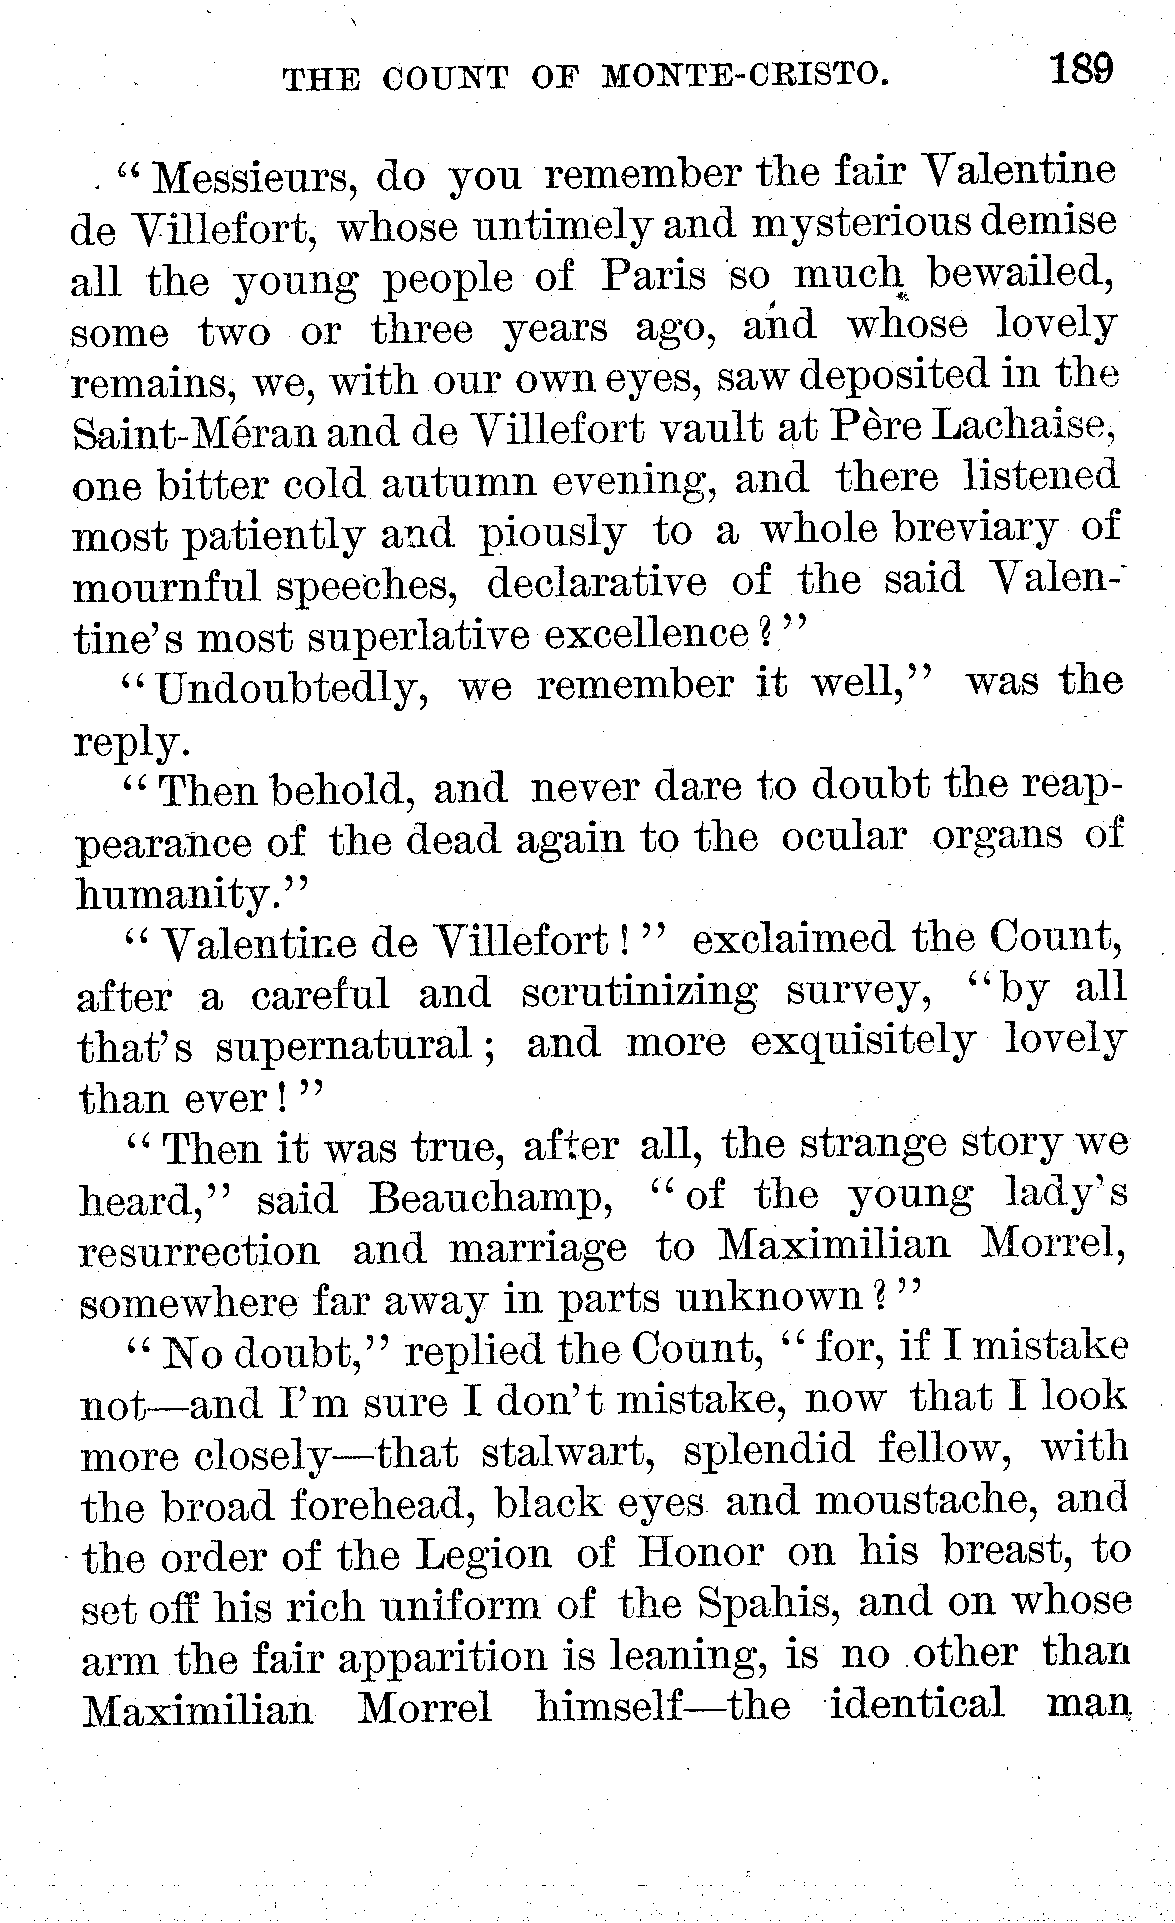 THE COUNT OF MONTE-CRISTO. 189
"Messieurs, do you remember the fair Valentine
de Villefort, whose untimely and mysterious demise
all the young people of Paris so much bewailed,
some two or three years ago, and whose lovely
remains, we, with our own eyes, saw deposited in the
Saint-Méran and de Villefort vault at Père Lachaise,
one bitter cold autumn evening, and there listened
most patiently and piously to a whole breviary of
mournful speeches, declarative of the said Valen-
tine's most superlative excellence?"
"Undoubtedly, we remember it well," was the
reply.
"Then behold, and never dare to doubt the reap-
pearance of the dead again to the ocular organs of
humanity."
"Valentine de Villefort!" exclaimed the Count,
after a careful and scrutinizing survey, "by all
that's supernatural; and more exquisitely lovely
than ever!"
"Then it was true, after all, the strange story we
heard," said Beauchamp, "of the young lady's
resurrection and marriage to Maximilian Morrel,
somewhere far away in parts unknown?"
"No doubt," replied the Count, "for, if I mistake
not—and I'm sure I don't mistake, now that I look
more closely—that stalwart, splendid fellow, with
the broad forehead, black eyes and moustache, and
the order of the Legion of Honor on his breast, to
set off his rich uniform of the Spahis, and on whose
arm the fair apparition is leaning, is no other than
Maximilian Morrel himself—the identical man